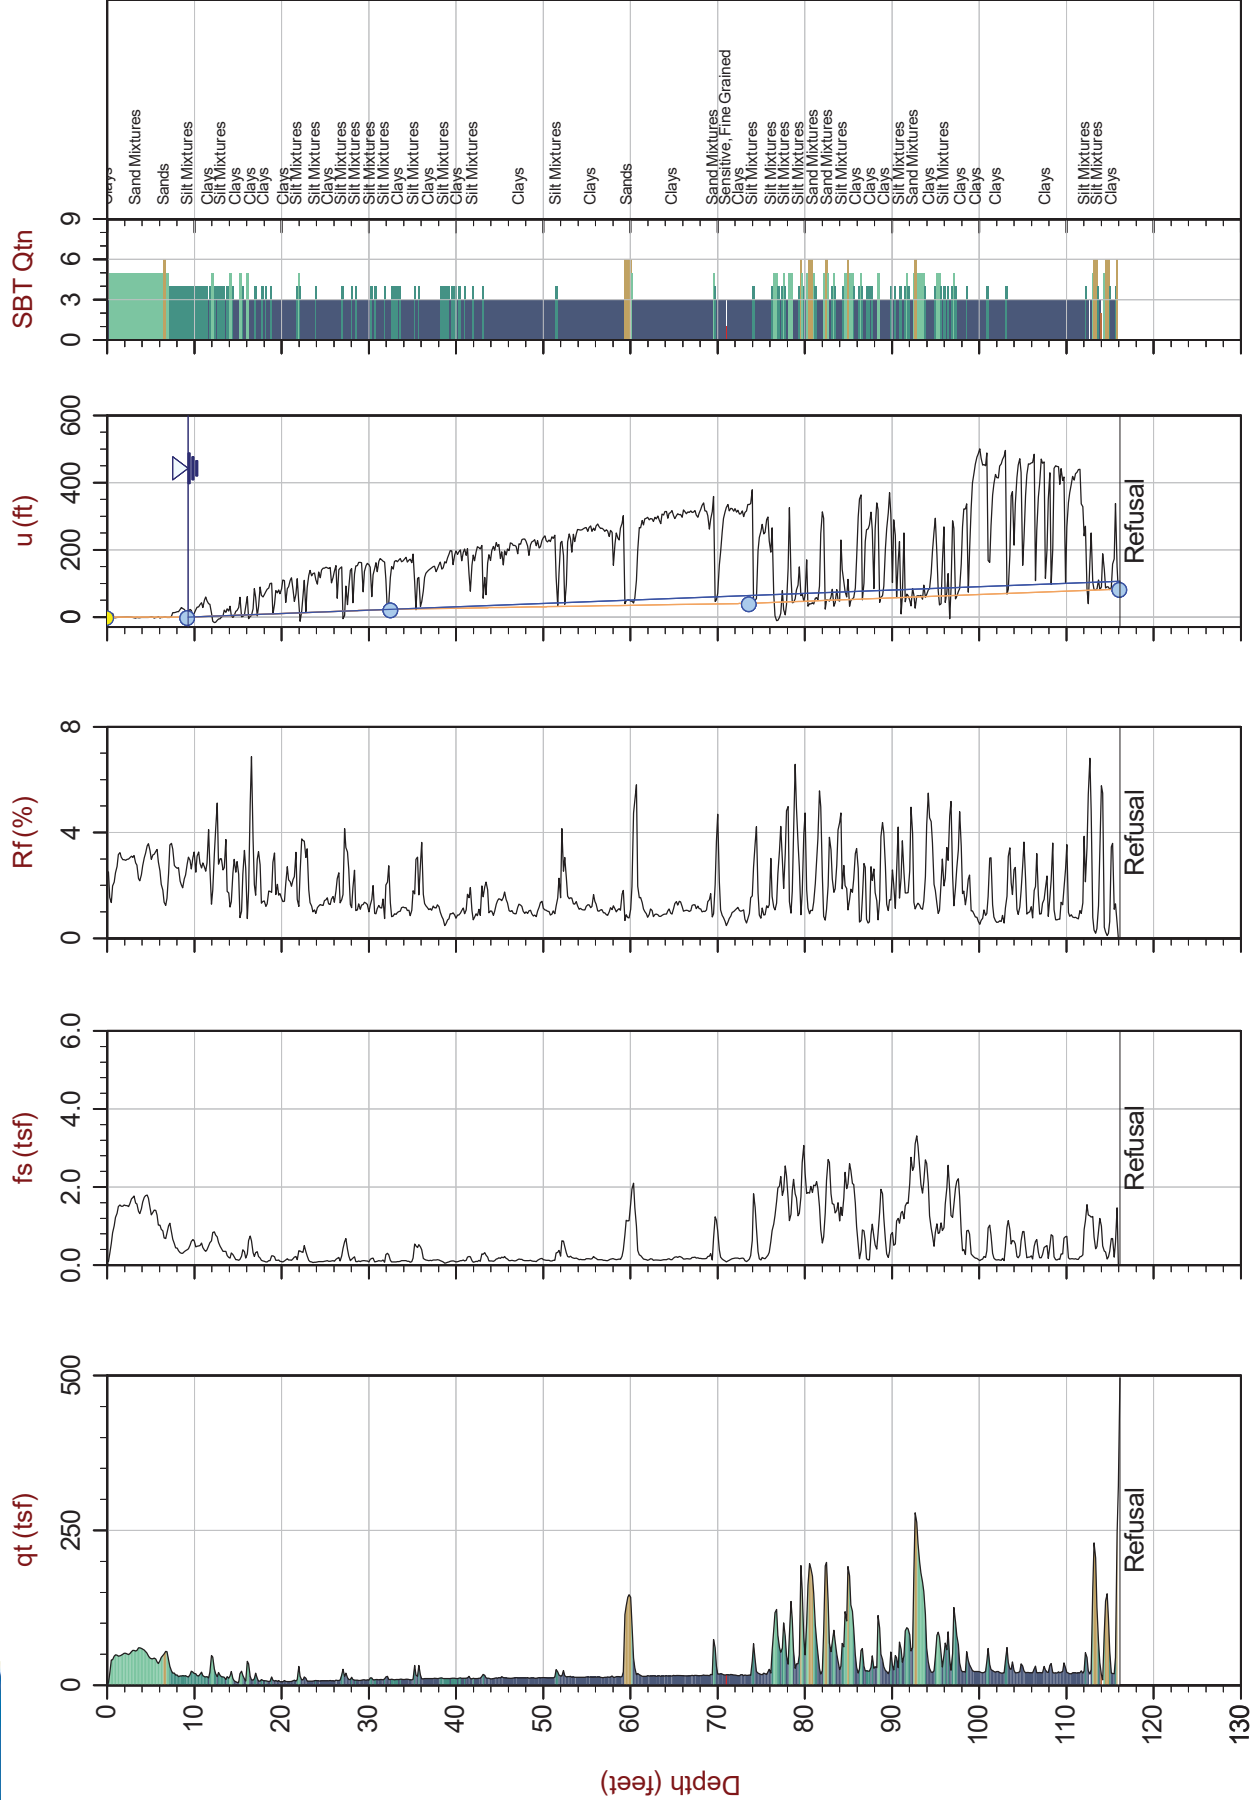 qt (tsf)
fs (tsf)
Rf (%)
u (ft)
SBT Qtn
0 250 500
0.0 2.0 4.0 6.0
0 4 8
0 200 400 600
0 3 6 9
Depth (feet)
0
10
20
30
40
50
60
70
80
90
100
110
120
130
Refusal
Refusal
Refusal
Refusal
Clays
Sand Mixtures
Sands
Silt Mixtures
Clays
Silt Mixtures
Clays
Clays
Clays
Clays
Silt Mixtures
Silt Mixtures
Clays
Silt Mixtures
Silt Mixtures
Silt Mixtures
Silt Mixtures
Clays
Silt Mixtures
Clays
Silt Mixtures
Clays
Silt Mixtures
Clays
Silt Mixtures
Clays
Sands
Clays
Sand Mixtures
Sensitive, Fine Grained
Clays
Silt Mixtures
Silt Mixtures
Silt Mixtures
Silt Mixtures
Sand Mixtures
Sand Mixtures
Silt Mixtures
Clays
Clays
Clays
Silt Mixtures
Sand Mixtures
Clays
Silt Mixtures
Clays
Clays
Clays
Clays
Silt Mixtures
Silt Mixtures
Clays